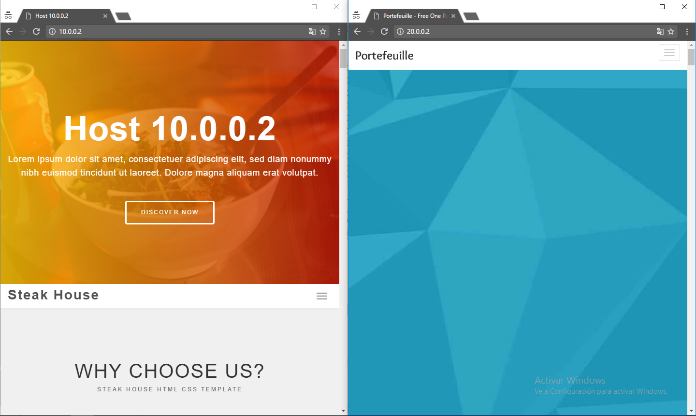 Host 10.0.0.2
10.0.0.2
Host 10.0.0.2
Lorem ipsum dolor sit amet, consectetuer adipiscing elit, sed diam nonummy
nibh euismod tincidunt ut laoreet. Dolore magna aliquam erat volutpat.
DISCOVER NOW
Steak House
WHY CHOOSE US?
STEAK HOUSE HTML CSS TEMPLATE
Portefeuille - Free One
20.0.0.2
Portefeuille
Activar Windows
Ve a Configuración para activar Windows.